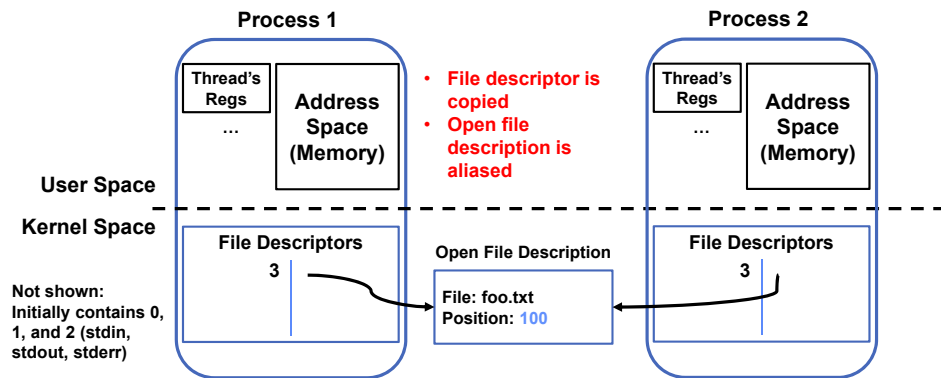 Process 1
Process 2
Thread's
Regs
...
Address
Space
(Memory)
• File descriptor is
copied
• Open file
description is
aliased
Thread's
Regs
...
Address
Space
(Memory)
User Space
Kernel Space
File Descriptors
3
Open File Description
File: foo.txt
Position: 100
File Descriptors
3
Not shown:
Initially contains 0,
1, and 2 (stdin,
stdout, stderr)